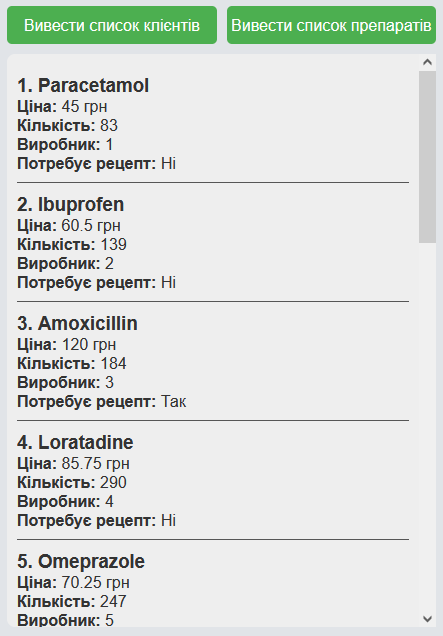 Вивести список клієнтів
Вивести список препаратів
1. Paracetamol
Ціна: 45 грн
Кількість: 83
Виробник: 1
Потребує рецепт: Ні
2. Ibuprofen
Ціна: 60.5 грн
Кількість: 139
Виробник: 2
Потребує рецепт: Ні
3. Amoxicillin
Ціна: 120 грн
Кількість: 184
Виробник: 3
Потребує рецепт: Так
4. Loratadine
Ціна: 85.75 грн
Кількість: 290
Виробник: 4
Потребує рецепт: Ні
5. Omeprazole
Ціна: 70.25 грн
Кількість: 247
Виробник: 5